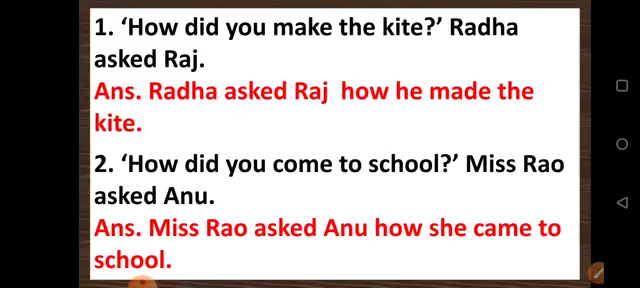 1. ‘How did you make the kite?’ Radha
asked Raj.
Ans. Radha asked Raj  how he made the
kite.
2. ‘How did you come to school?’ Miss Rao
asked Anu.
Ans. Miss Rao asked Anu how she came to
school.